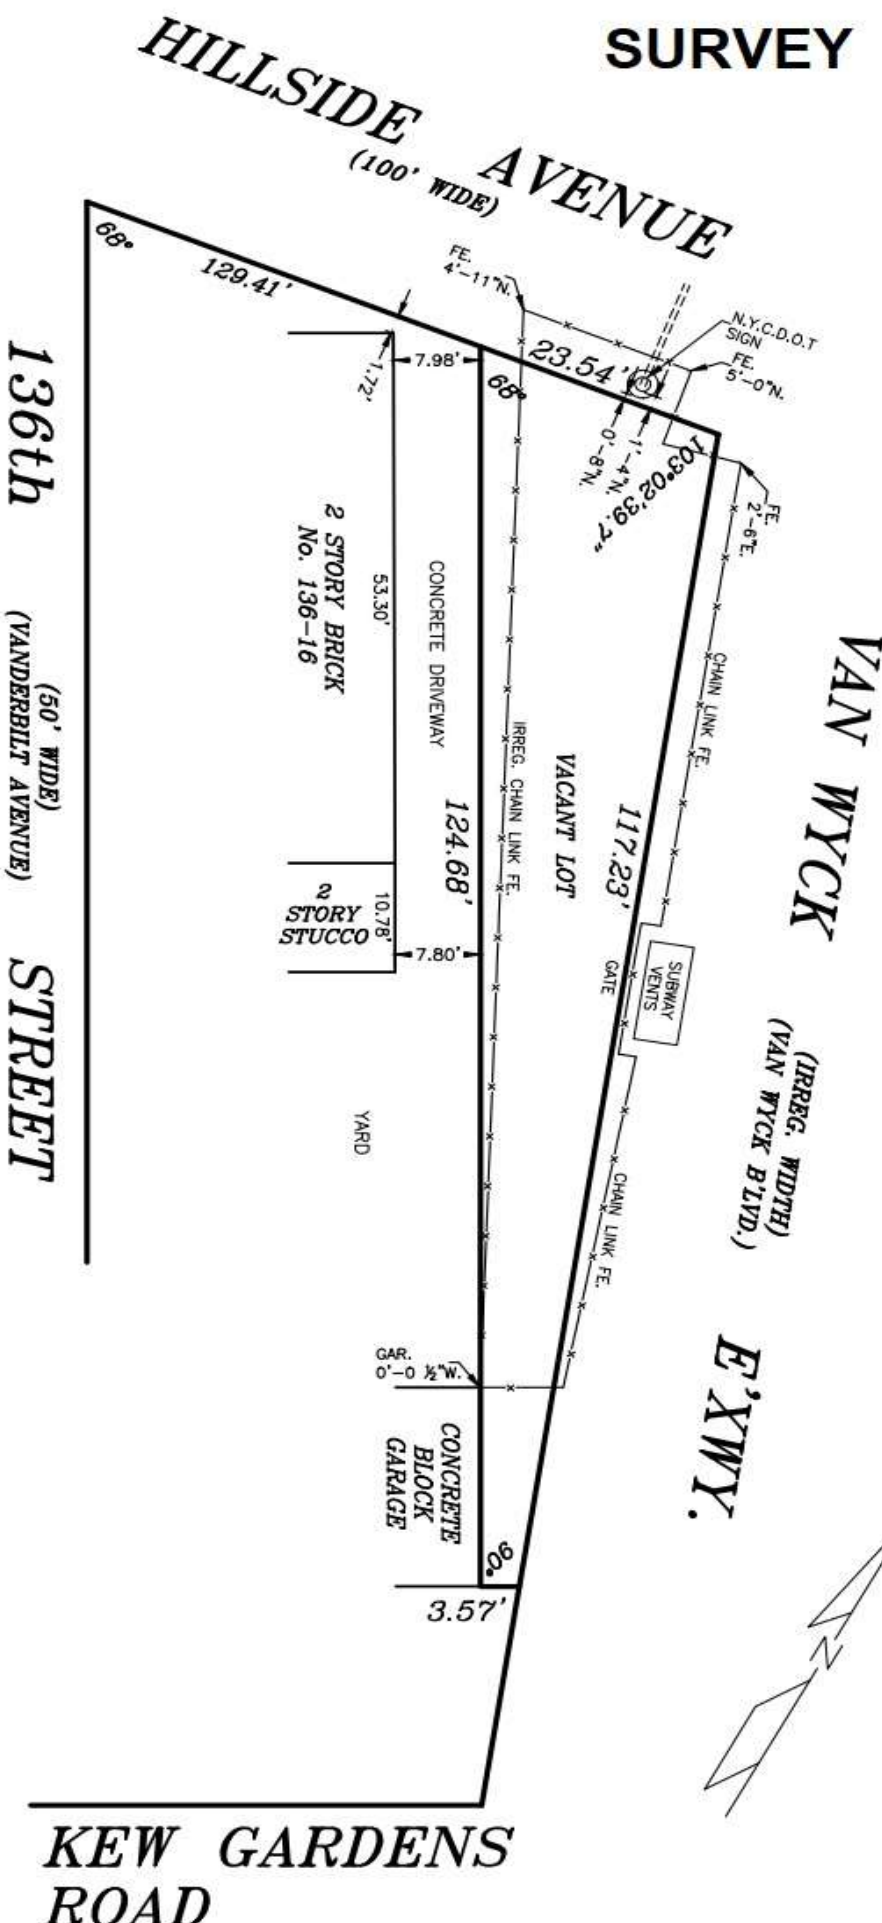 SURVEY
HILLSIDE AVENUE
(100' WIDE)
68°
129.41'
FE.
4'-11"N.
N.Y.C.D.O.T
SIGN
FE.
5'-0"N.
23.54'
7.98'
1.72'
68°
0'-8"N.
1'-4"N.
103°02'39.7"
FE.
2'-6"E.
136th STREET
(50' WIDE)
(VANDERBILT AVENUE)
2 STORY BRICK
No. 136-16
53.30'
CONCRETE DRIVEWAY
124.68'
IRREG. CHAIN LINK FE.
VACANT LOT
117.23'
CHAIN LINK FE.
VAN WYCK E'XWY.
(IRREG. WIDTH)
(VAN WYCK B'LVD.)
2
STORY
STUCCO
10.78'
7.80'
GATE
SUBWAY
VENTS
YARD
CHAIN LINK FE.
GAR.
0'-0 ½"W.
CONCRETE
BLOCK
GARAGE
90°
3.57'
N
KEW GARDENS
ROAD